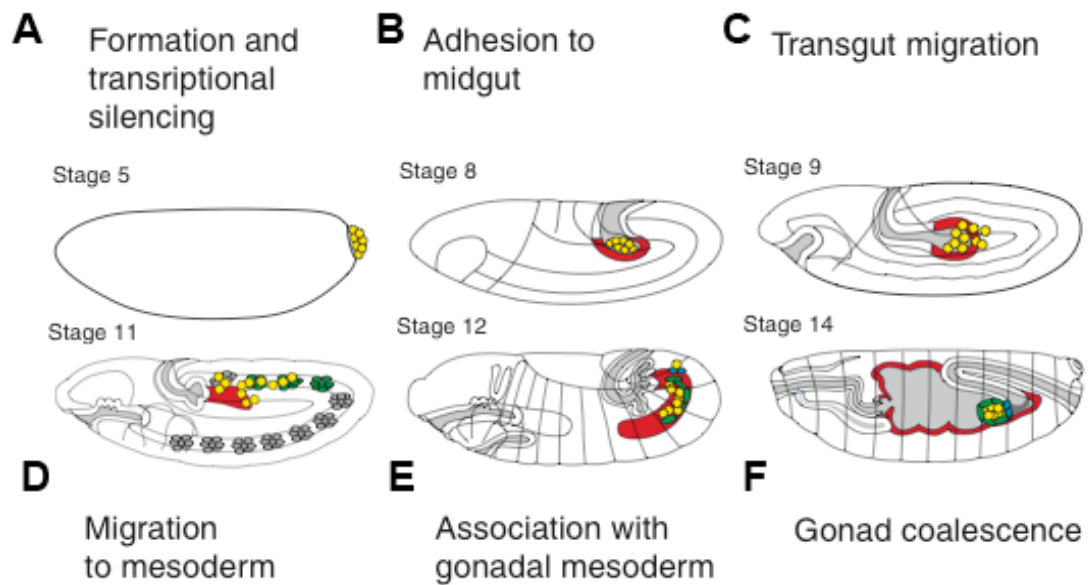 A
Formation and
transriptional
silencing
B
Adhesion to
midgut
C
Transgut migration
Stage 5
Stage 8
Stage 9
Stage 11
Stage 12
Stage 14
D
Migration
to mesoderm
E
Association with
gonadal mesoderm
F
Gonad coalescence